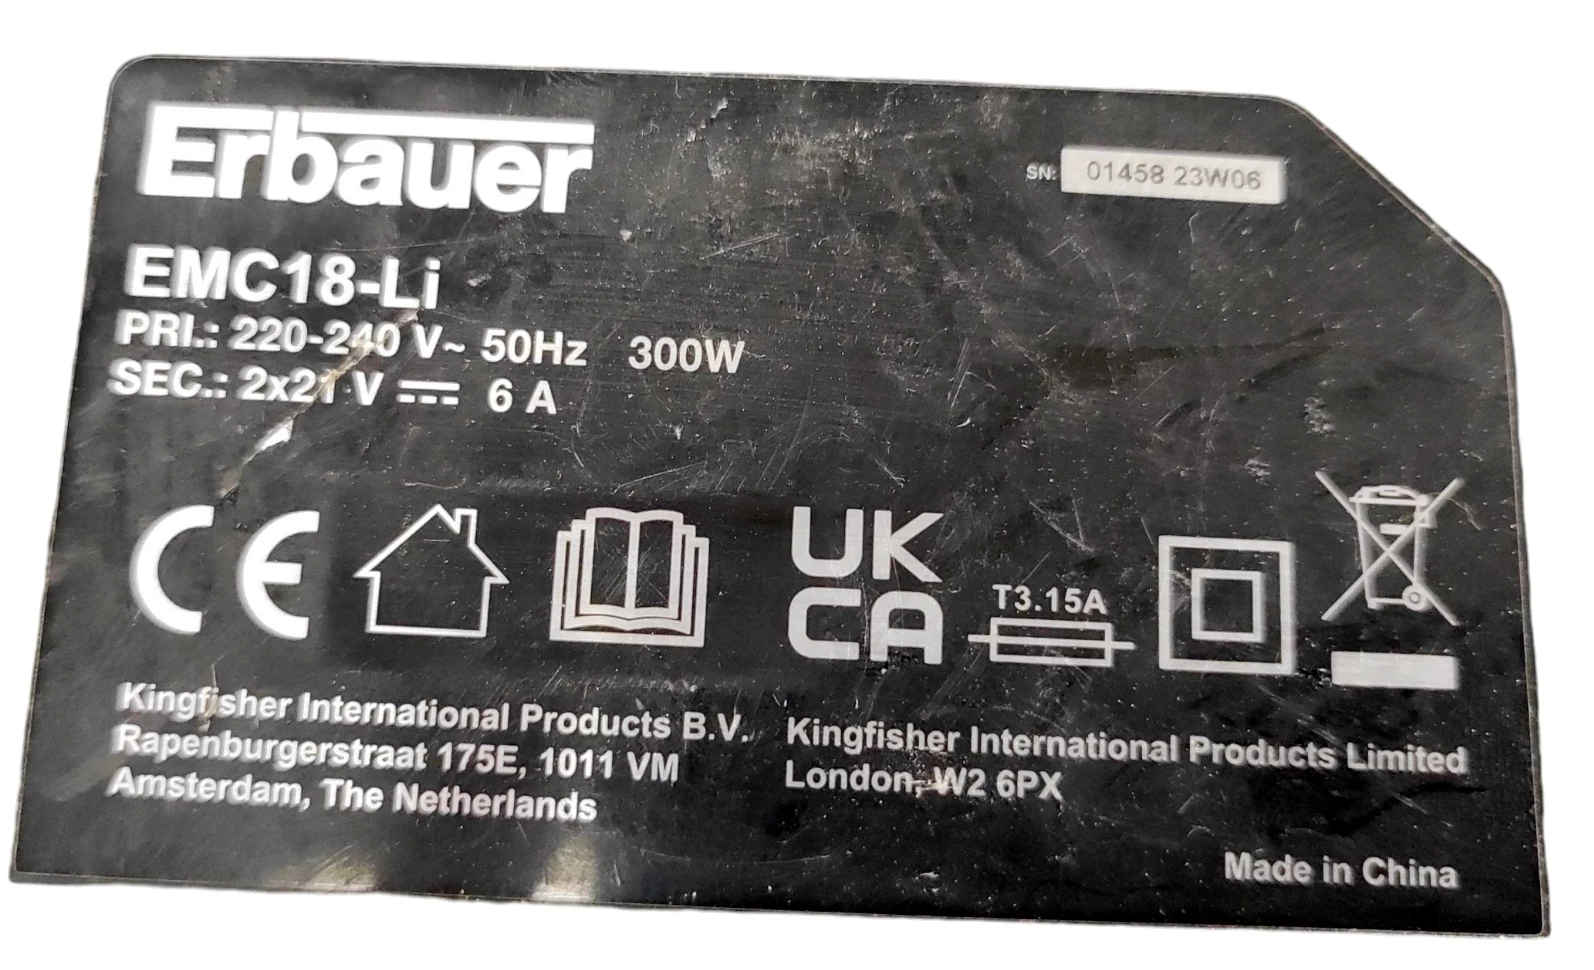 Erbauer
SN: 01458 23W06
EMC18-Li
PRI.: 220-240 V~ 50Hz 300W
SEC.: 2x21 V ⎓ 6 A
CE
UK
CA
T3.15A
Kingfisher International Products B.V.
Rapenburgerstraat 175E, 1011 VM
Amsterdam, The Netherlands
Kingfisher International Products Limited
London, W2 6PX
Made in China